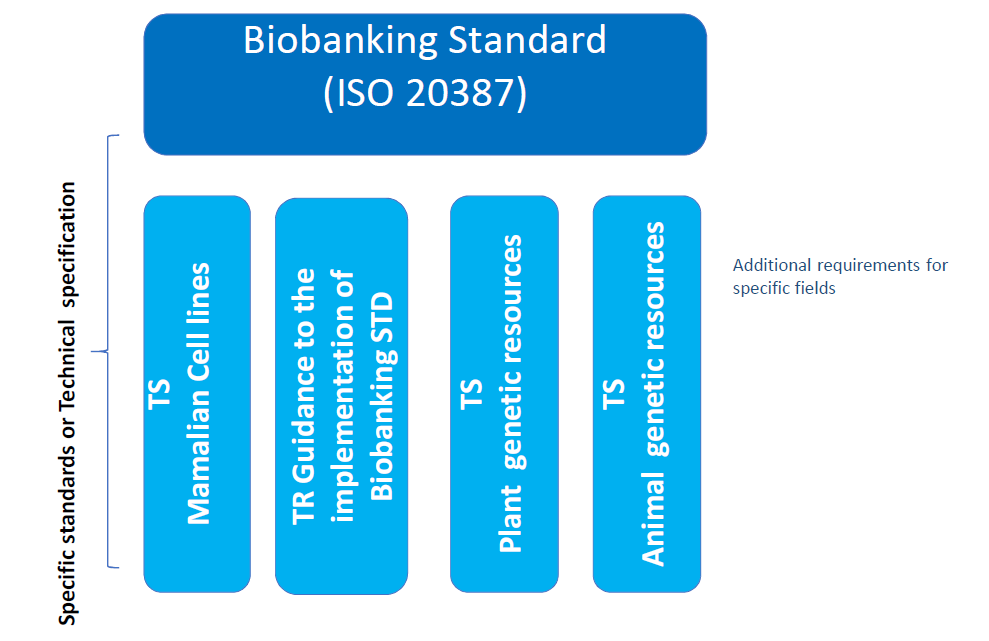 Biobanking Standard
(ISO 20387)
Specific standards or Technical specification
TS
Mamalian Cell lines
TR Guidance to the
implementation of
Biobanking STD
TS
Plant genetic resources
TS
Animal genetic resources
Additional requirements for
specific fields